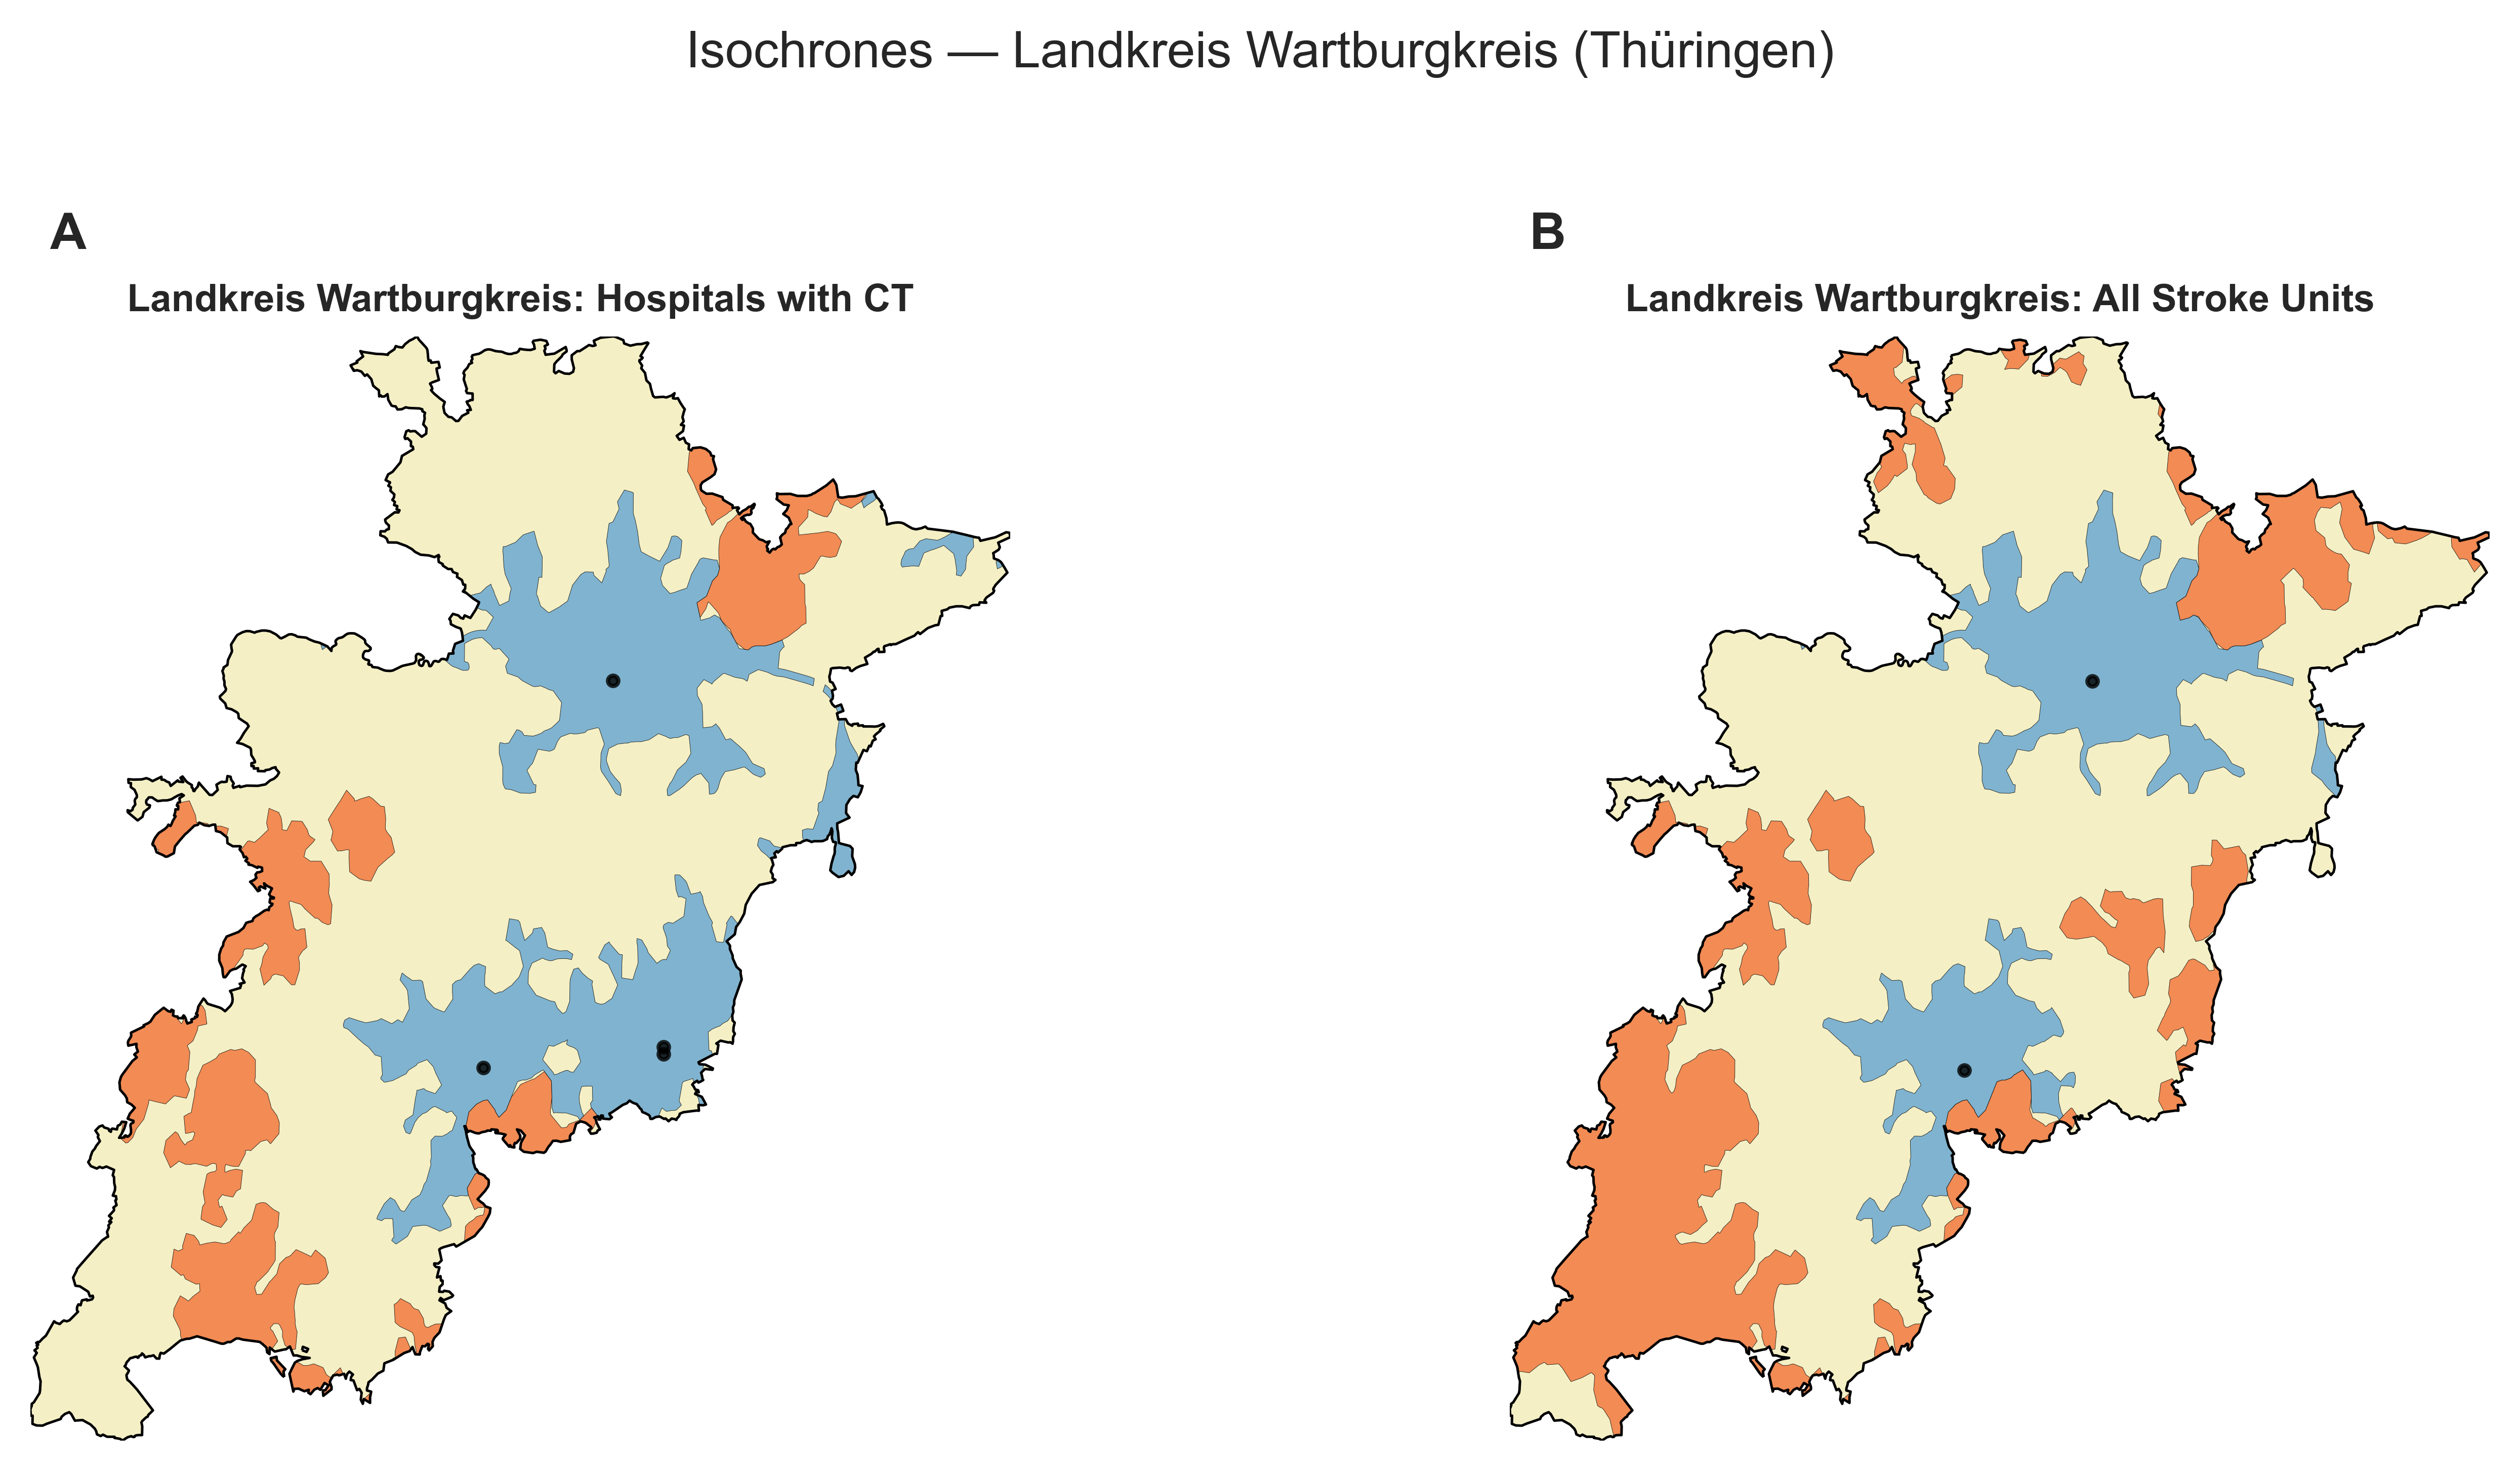 Isochrones — Landkreis Wartburgkreis (Thüringen)
A
B
Landkreis Wartburgkreis: Hospitals with CT
Landkreis Wartburgkreis: All Stroke Units